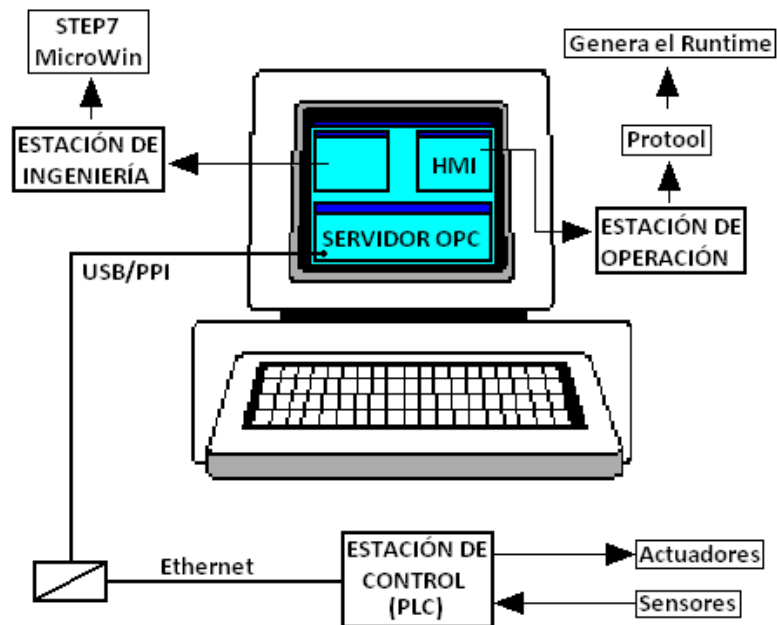 STEP7
MicroWin
Genera el Runtime
ESTACIÓN DE
INGENIERÍA
HMI
Protool
SERVIDOR OPC
ESTACIÓN DE
OPERACIÓN
USB/PPI
Ethernet
ESTACIÓN DE
CONTROL
(PLC)
Actuadores
Sensores